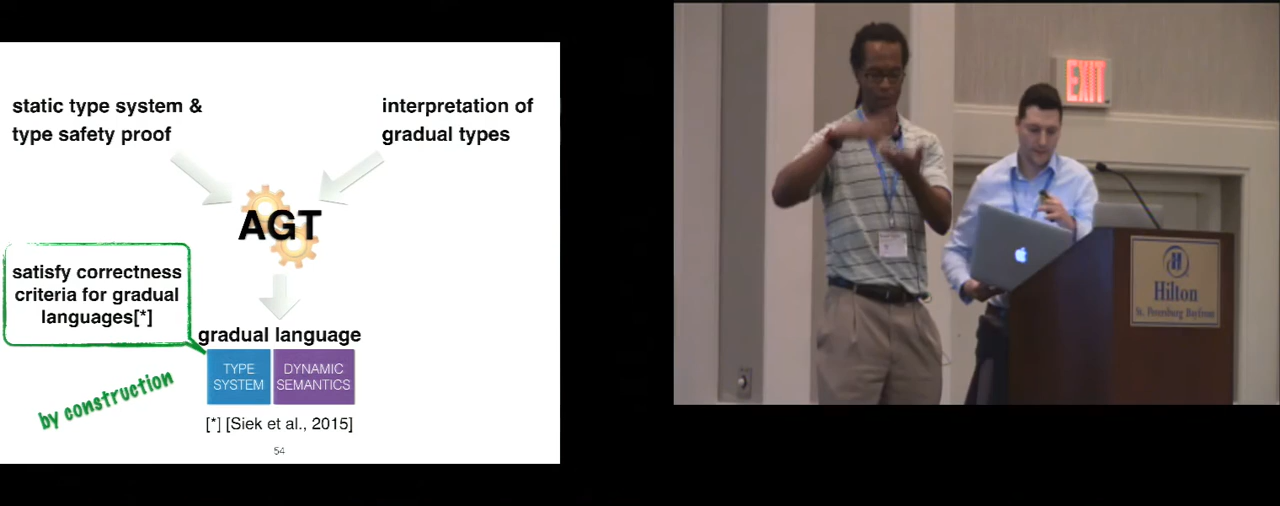 static type system &
type safety proof
interpretation of
gradual types
AGT
satisfy correctness
criteria for gradual
languages[*]
gradual language
TYPE
SYSTEM
DYNAMIC
SEMANTICS
by construction
[*] [Siek et al., 2015]
54
EXIT
Hilton
St. Petersburg Bayfront